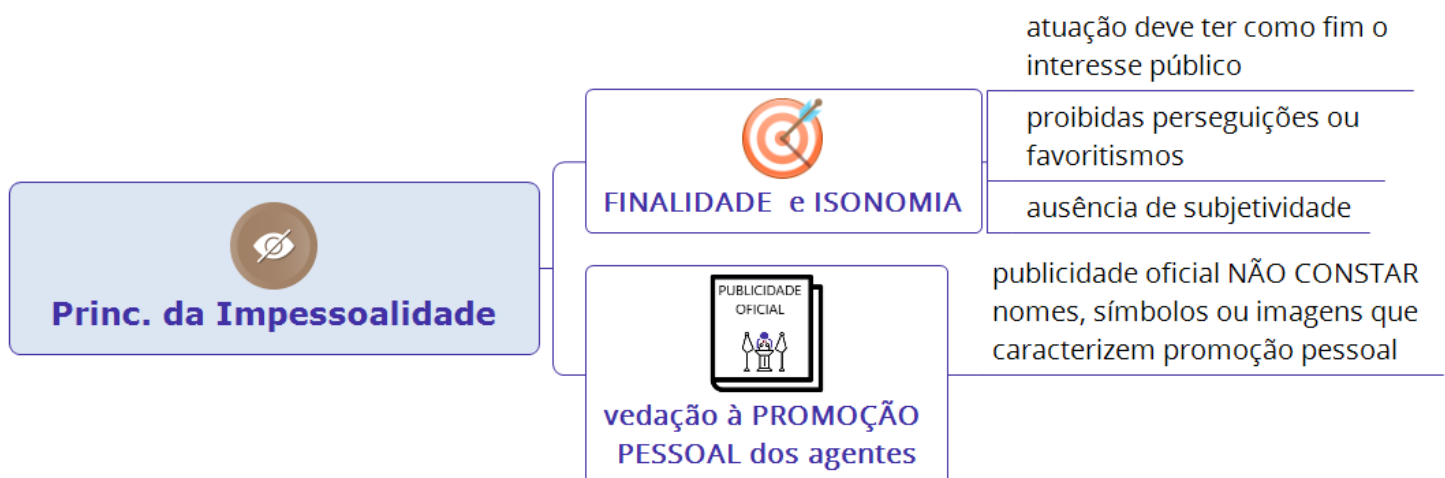 Princ. da Impessoalidade
FINALIDADE e ISONOMIA
atuação deve ter como fim o
interesse público
proibidas perseguições ou
favoritismos
ausência de subjetividade
PUBLICIDADE
OFICIAL
vedação à PROMOÇÃO
PESSOAL dos agentes
publicidade oficial NÃO CONSTAR
nomes, símbolos ou imagens que
caracterizem promoção pessoal